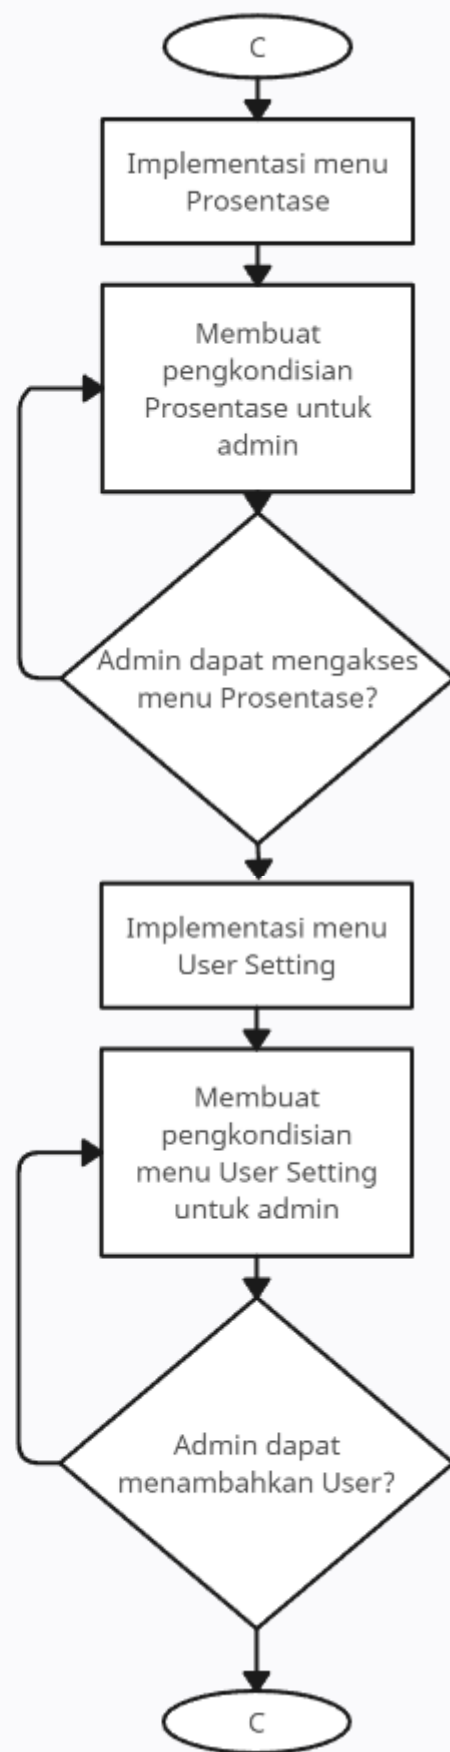 C
Implementasi menu
Prosentase
Membuat
pengkondisian
Prosentase untuk
admin
Admin dapat mengakses
menu Prosentase?
Implementasi menu
User Setting
Membuat
pengkondisian
menu User Setting
untuk admin
Admin dapat
menambahkan User?
C